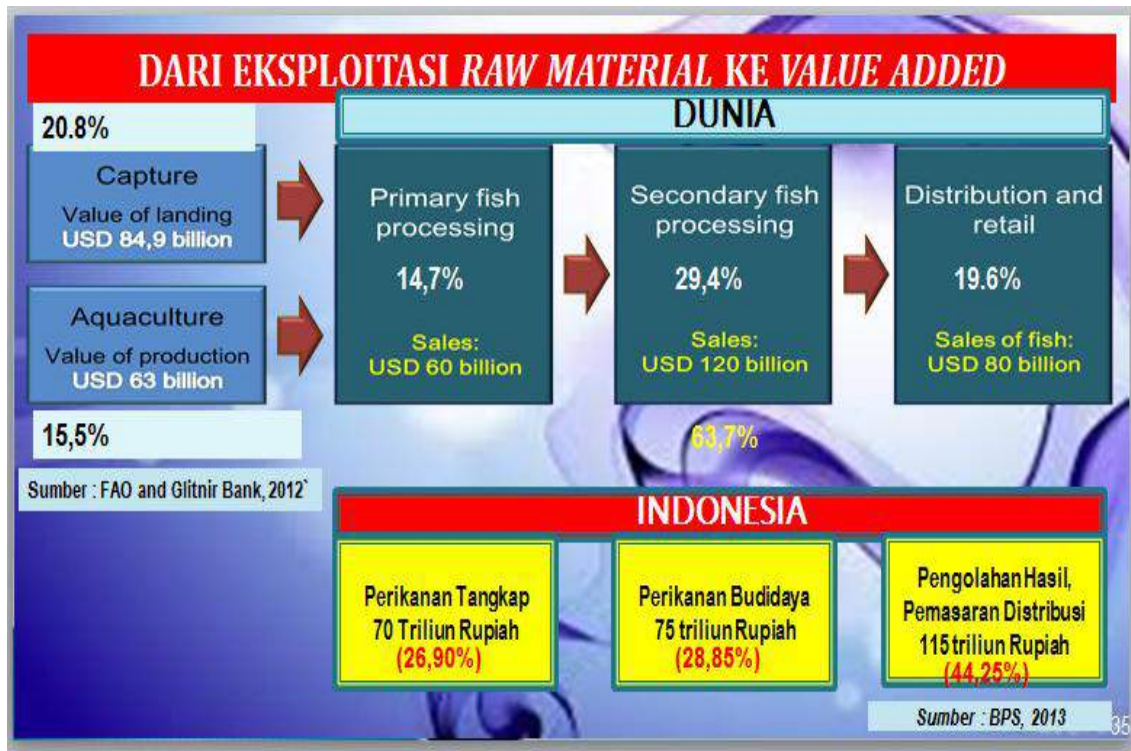 DARI EKSPLOITASI RAW MATERIAL KE VALUE ADDED
20.8%
Capture
Value of landing
USD 84,9 billion
Aquaculture
Value of production
USD 63 billion
15,5%
Sumber : FAO and Glitnir Bank, 2012`
DUNIA
Primary fish
processing
14,7%
Sales:
USD 60 billion
Secondary fish
processing
29,4%
Sales:
USD 120 billion
Distribution and
retail
19.6%
Sales of fish:
USD 80 billion
63,7%
INDONESIA
Perikanan Tangkap
70 Triliun Rupiah
(26,90%)
Perikanan Budidaya
75 triliun Rupiah
(28,85%)
Pengolahan Hasil,
Pemasaran Distribusi
115 triliun Rupiah
(44,25%)
Sumber : BPS, 2013
35